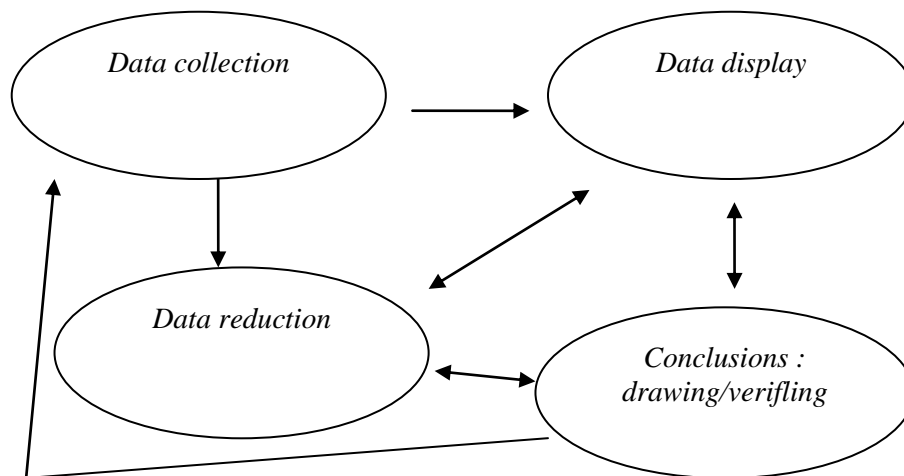 Data collection
Data display
Data reduction
Conclusions :
drawing/verifling